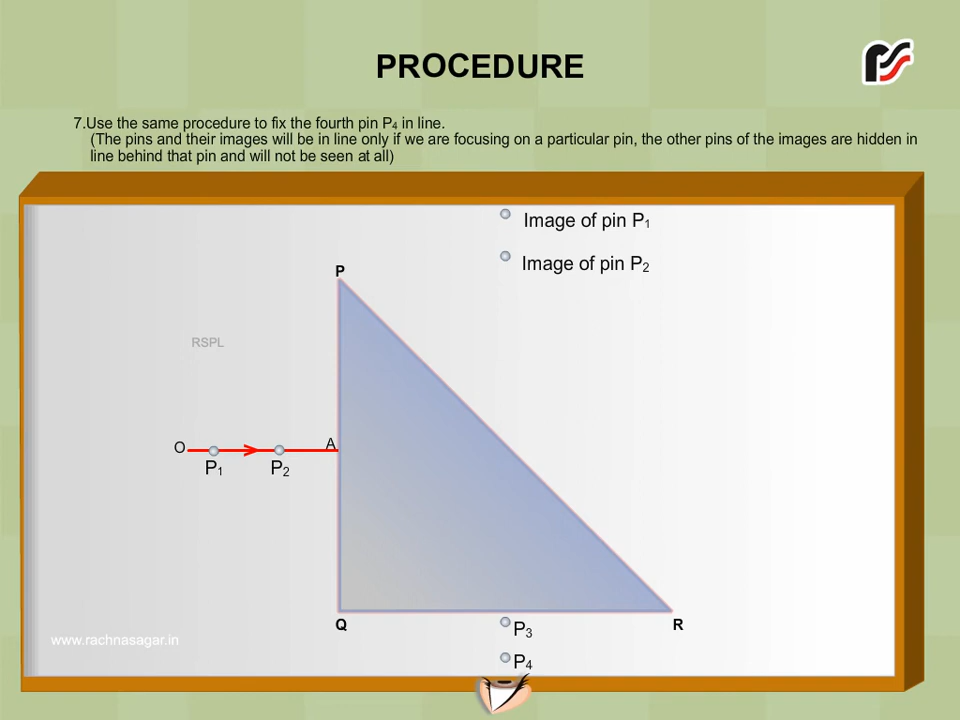 PROCEDURE
7.Use the same procedure to fix the fourth pin P₄ in line.
(The pins and their images will be in line only if we are focusing on a particular pin, the other pins of the images are hidden in
line behind that pin and will not be seen at all)
Image of pin P₁
Image of pin P₂
P
RSPL
O
A
P₁
P₂
Q
R
P₃
P₄
www.rachnasagar.in